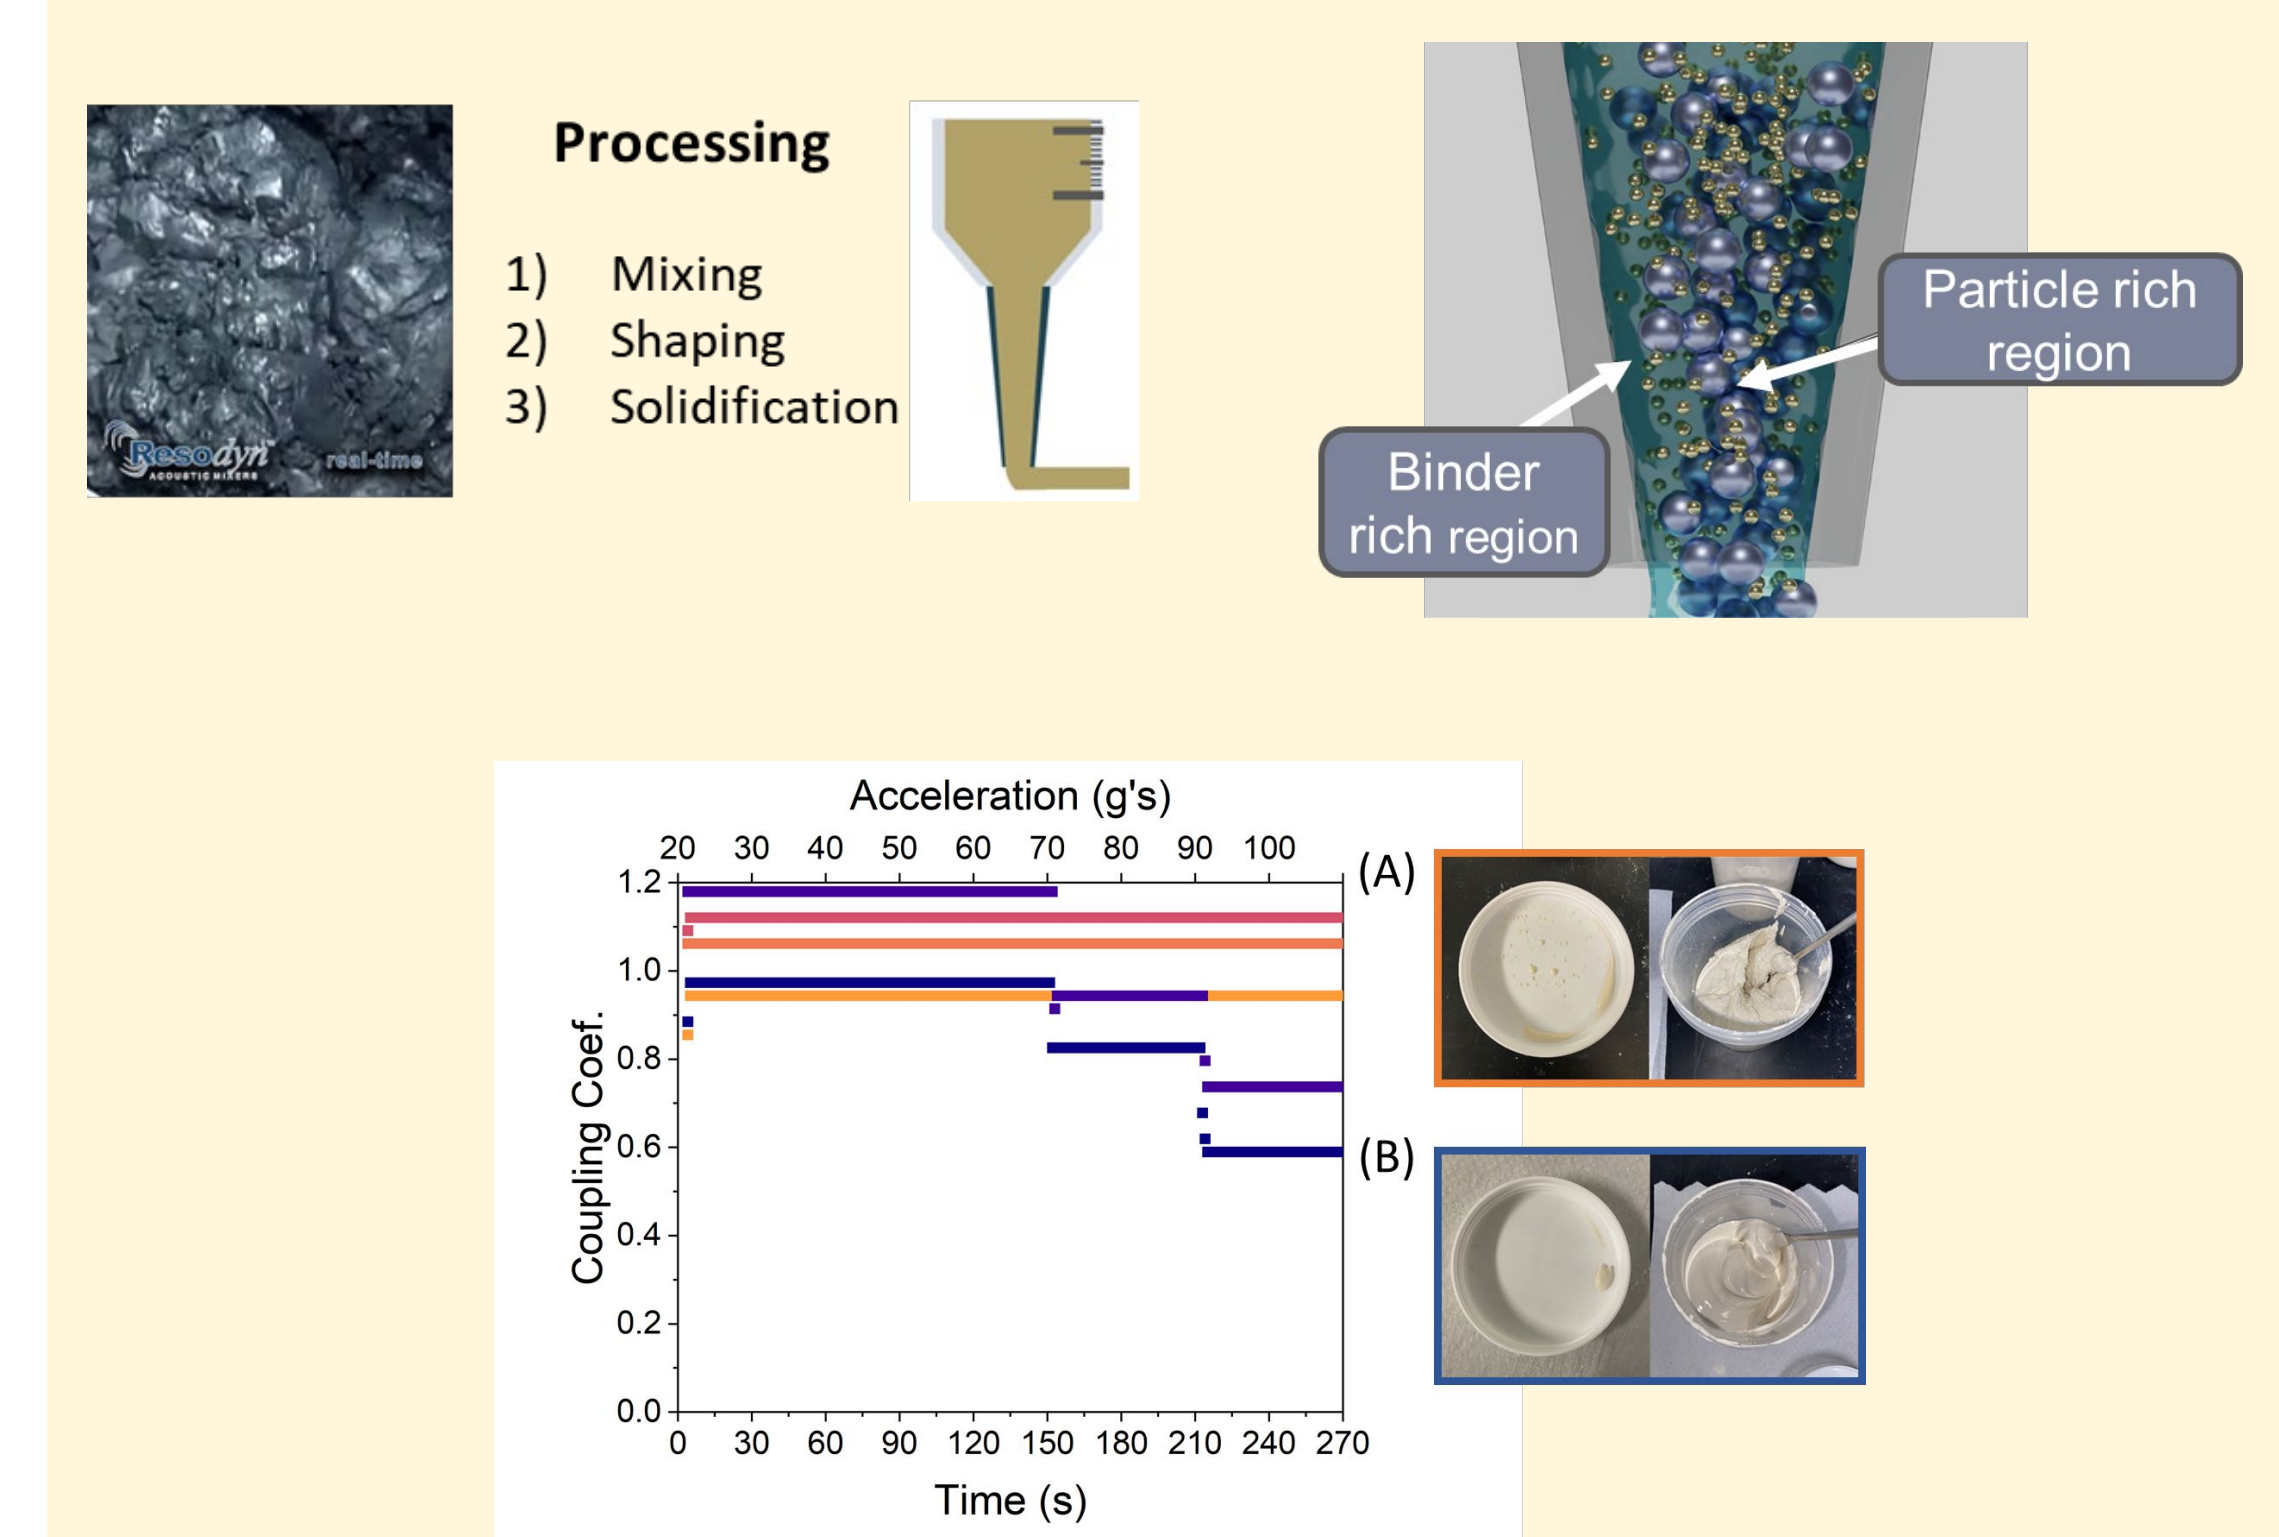 Processing
1) Mixing
2) Shaping
3) Solidification
Resodyn
ACOUSTIC MIXERS
real-time
Particle rich
region
Binder
rich region
Acceleration (g's)
20 30 40 50 60 70 80 90 100
1.2
1.0
0.8
0.6
0.4
0.2
0.0
Coupling Coef.
0 30 60 90 120 150 180 210 240 270
Time (s)
(A)
(B)